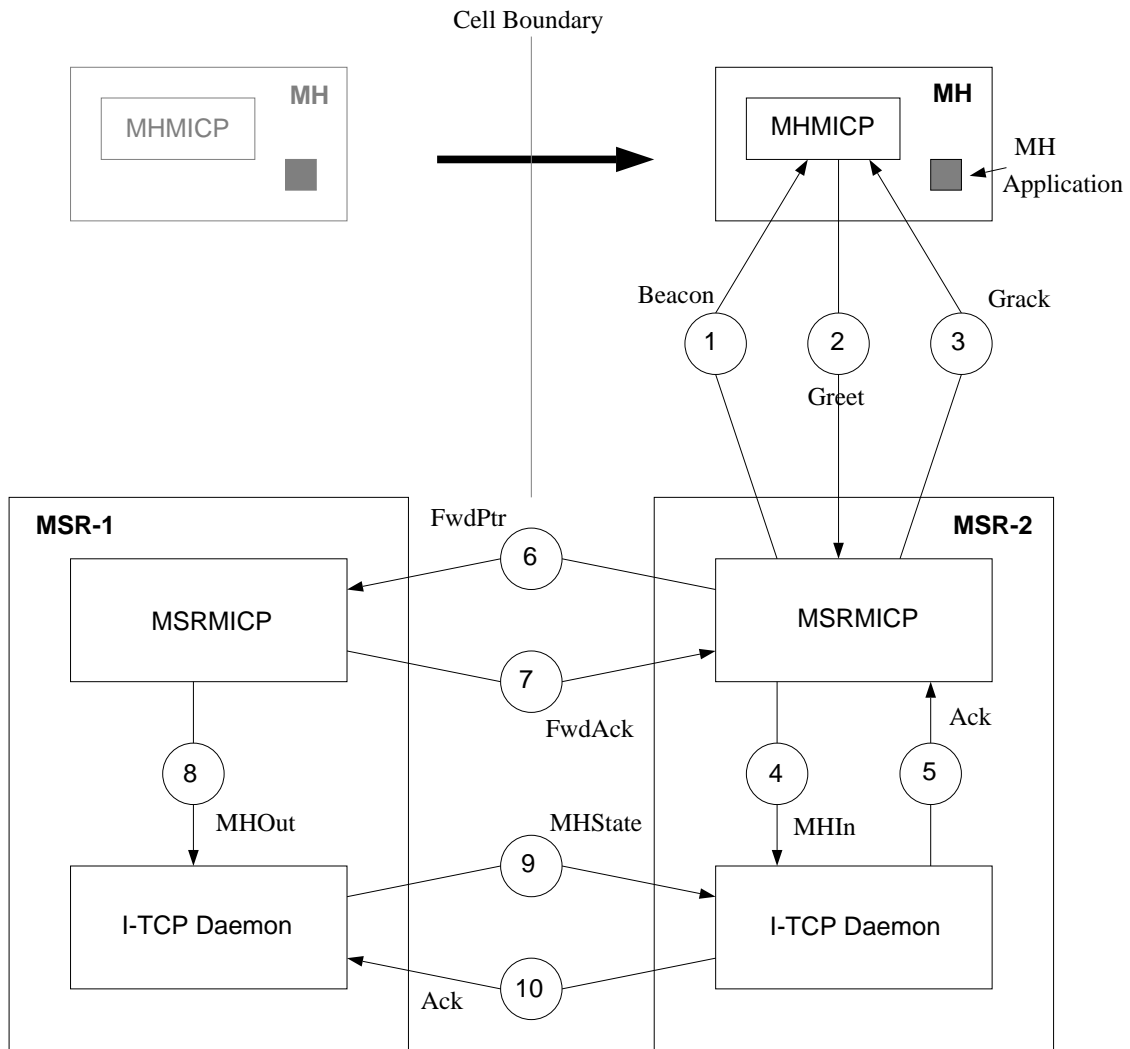 Cell Boundary
MH
MHMICP
MH
MHMICP
MH
Application
Beacon
Grack
1
2
3
Greet
MSR-1
FwdPtr
MSR-2
6
MSRMICP
MSRMICP
7
FwdAck
Ack
8
4
5
MHOut
MHState
MHIn
9
I-TCP Daemon
I-TCP Daemon
Ack
10